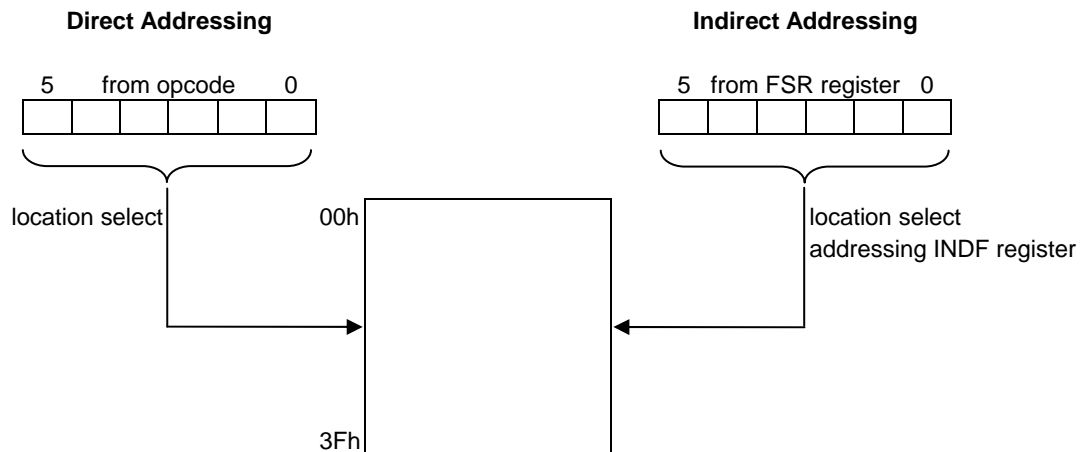 Direct Addressing
Indirect Addressing
5 from opcode 0
5 from FSR register 0
location select
00h
location select
addressing INDF register
3Fh